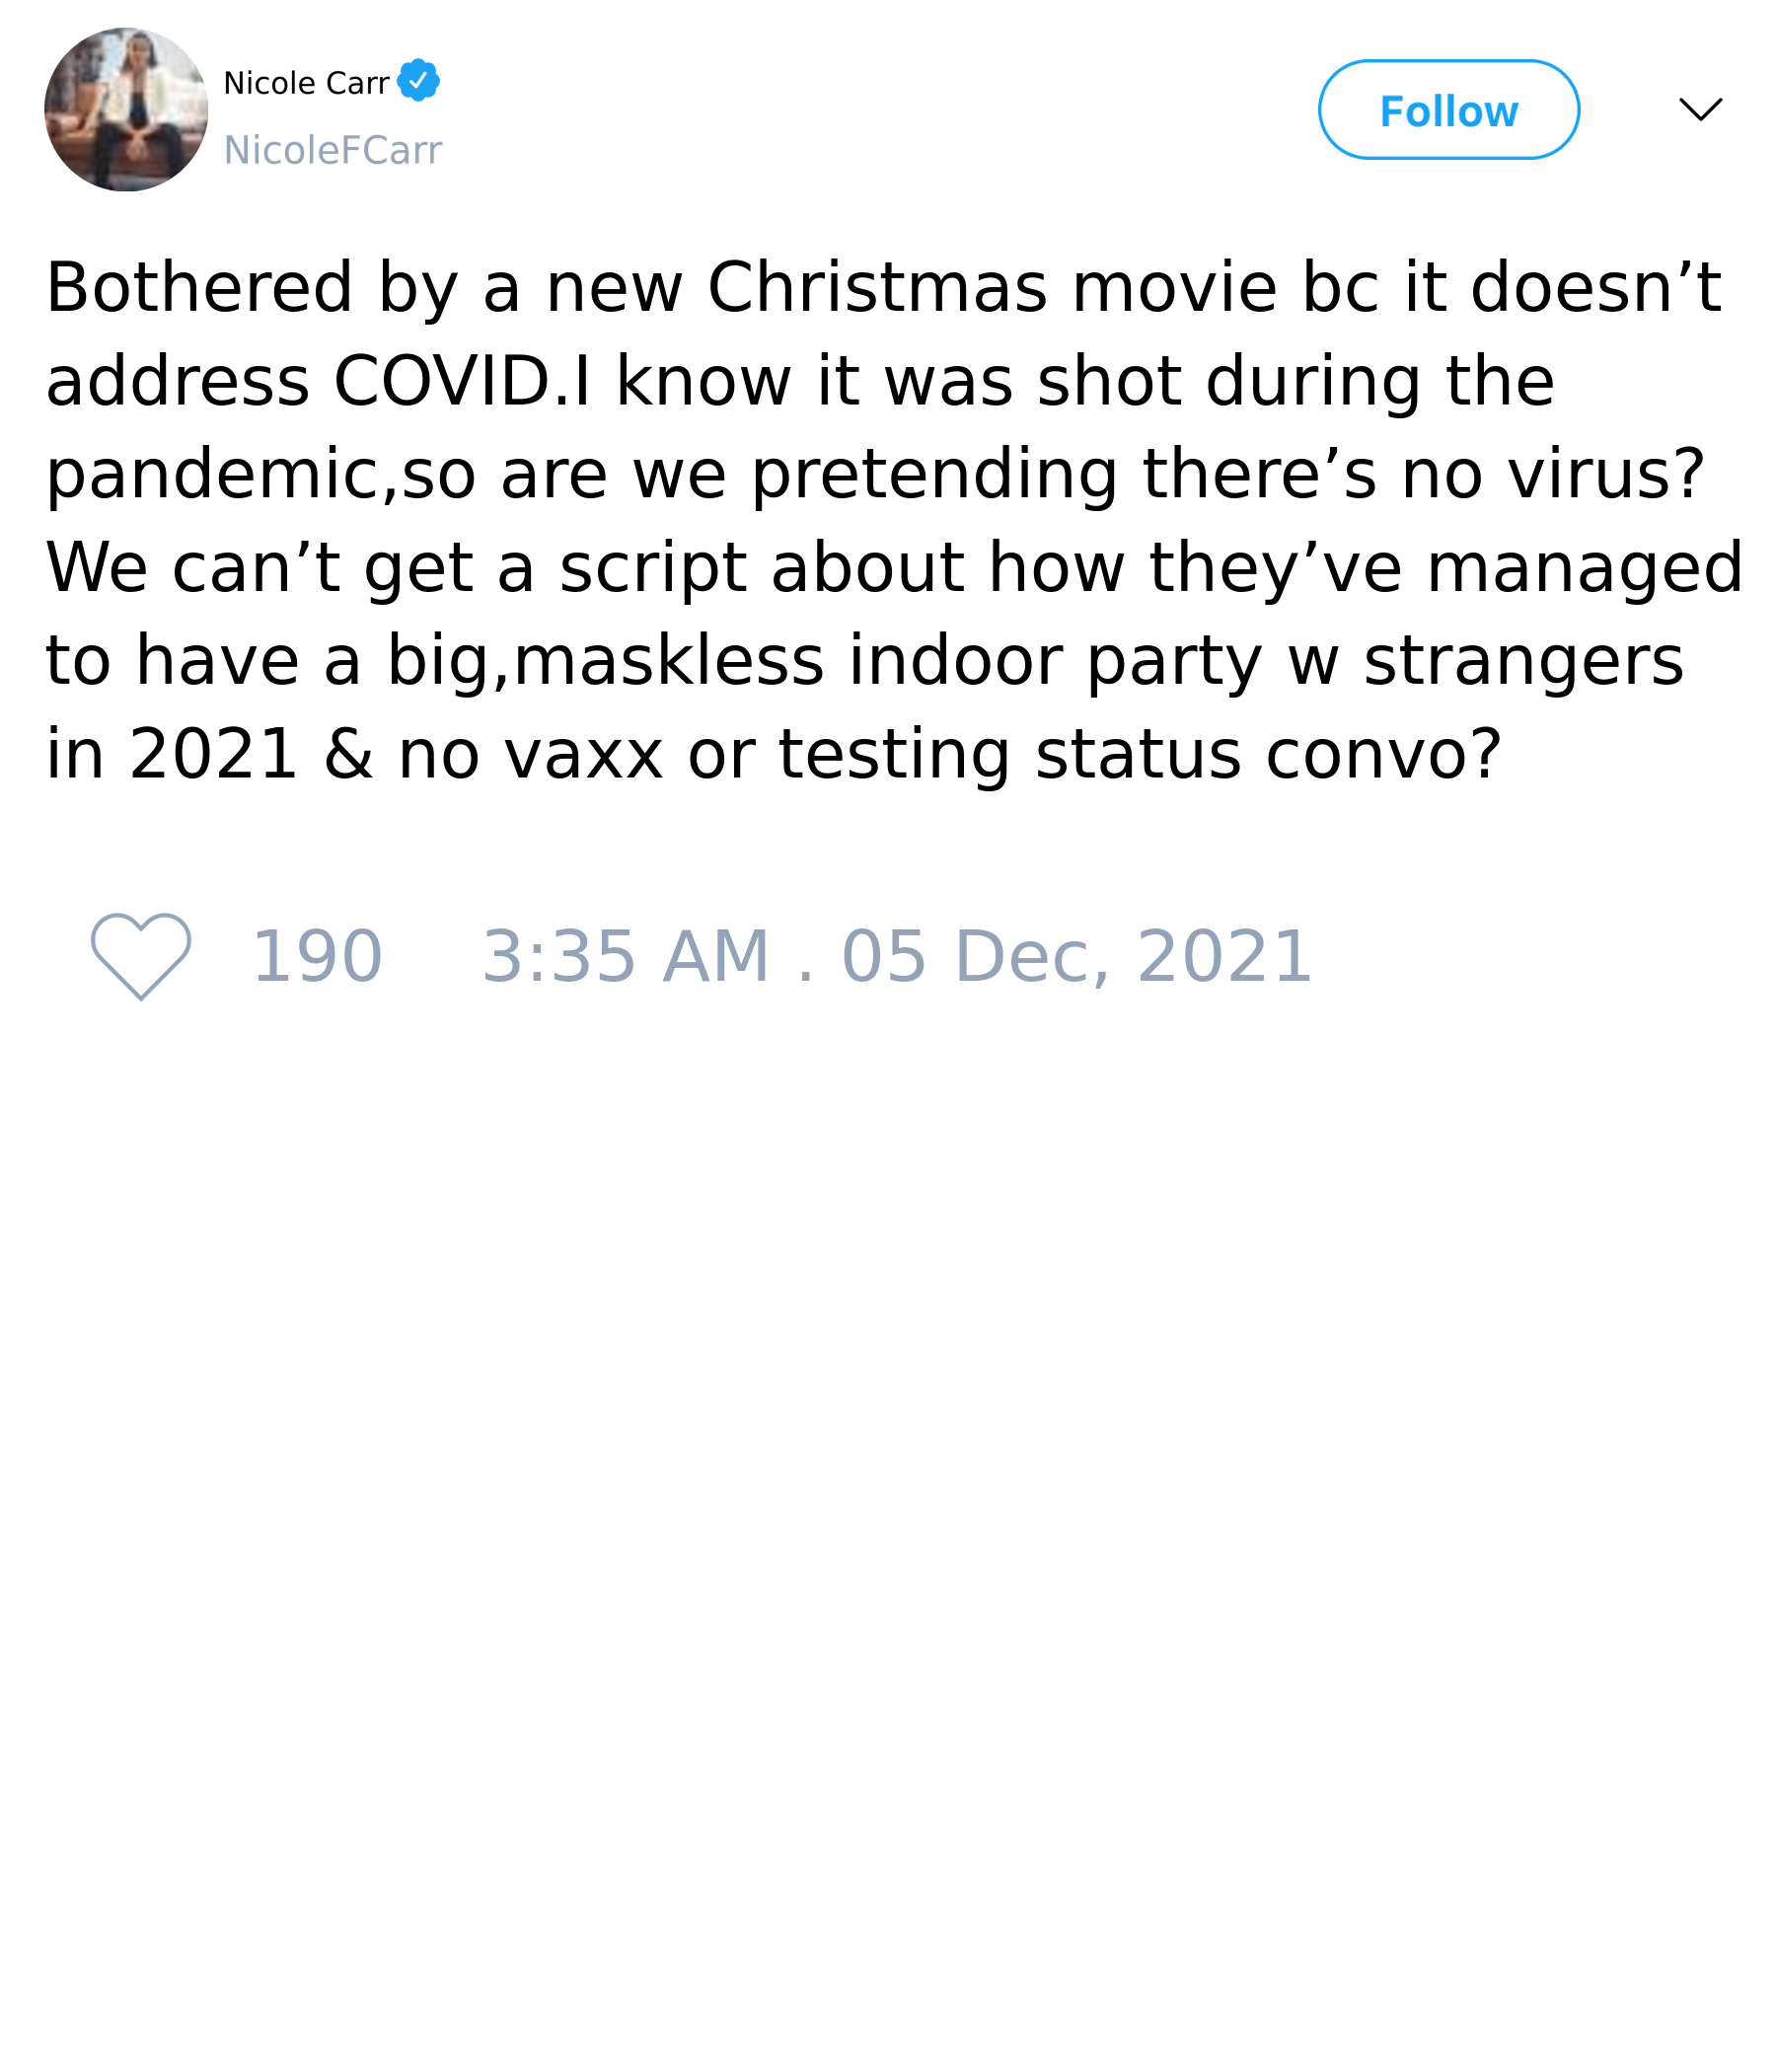 Nicole Carr
NicoleFCarr
Follow
Bothered by a new Christmas movie bc it doesn’t
address COVID.I know it was shot during the
pandemic,so are we pretending there’s no virus?
We can’t get a script about how they’ve managed
to have a big,maskless indoor party w strangers
in 2021 & no vaxx or testing status convo?
190 3:35 AM . 05 Dec, 2021